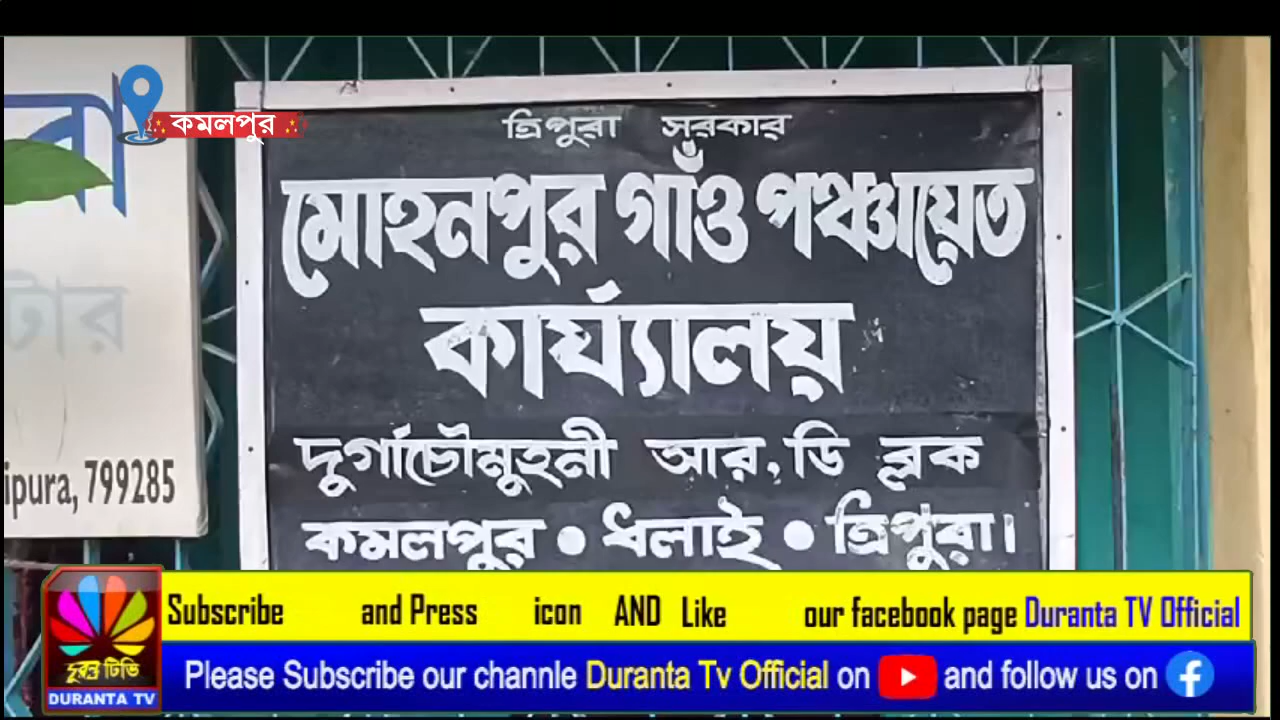 কমলপুর
ত্রিপুরা সরকার
মোহনপুর গাঁও পঞ্চায়েত
কার্য্যালয়
দুর্গাচৌমুহনী আর, ডি ব্লক
কমলপুর • ধলাই • ত্রিপুরা।
টার
ipura, 799285
Subscribe and Press icon AND Like our facebook page Duranta TV Official
দুরন্ত টিভি
DURANTA TV
Please Subscribe our channle Duranta Tv Official on and follow us on